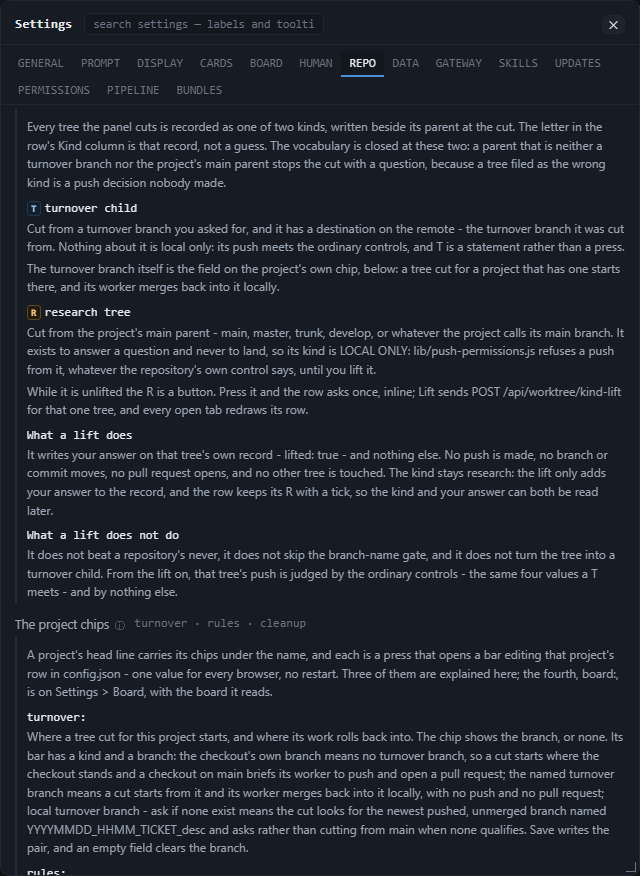 Settings
search settings — labels and toolti
×
GENERAL PROMPT DISPLAY CARDS BOARD HUMAN REPO DATA GATEWAY SKILLS UPDATES
PERMISSIONS PIPELINE BUNDLES
Every tree the panel cuts is recorded as one of two kinds, written beside its parent at the cut. The letter in the
row's Kind column is that record, not a guess. The vocabulary is closed at these two: a parent that is neither a
turnover branch nor the project's main parent stops the cut with a question, because a tree filed as the wrong
kind is a push decision nobody made.
T turnover child
Cut from a turnover branch you asked for, and it has a destination on the remote - the turnover branch it was cut
from. Nothing about it is local only: its push meets the ordinary controls, and T is a statement rather than a press.
The turnover branch itself is the field on the project's own chip, below: a tree cut for a project that has one starts
there, and its worker merges back into it locally.
R research tree
Cut from the project's main parent - main, master, trunk, develop, or whatever the project calls its main branch. It
exists to answer a question and never to land, so its kind is LOCAL ONLY: lib/push-permissions.js refuses a push
from it, whatever the repository's own control says, until you lift it.
While it is unlifted the R is a button. Press it and the row asks once, inline; Lift sends POST /api/worktree/kind-lift
for that one tree, and every open tab redraws its row.
What a lift does
It writes your answer on that tree's own record - lifted: true - and nothing else. No push is made, no branch or
commit moves, no pull request opens, and no other tree is touched. The kind stays research: the lift only adds
your answer to the record, and the row keeps its R with a tick, so the kind and your answer can both be read
later.
What a lift does not do
It does not beat a repository's never, it does not skip the branch-name gate, and it does not turn the tree into a
turnover child. From the lift on, that tree's push is judged by the ordinary controls - the same four values a T
meets - and by nothing else.
The project chips ⓘ turnover · rules · cleanup
A project's head line carries its chips under the name, and each is a press that opens a bar editing that project's
row in config.json - one value for every browser, no restart. Three of them are explained here; the fourth, board:,
is on Settings > Board, with the board it reads.
turnover:
Where a tree cut for this project starts, and where its work rolls back into. The chip shows the branch, or none. Its
bar has a kind and a branch: the checkout's own branch means no turnover branch, so a cut starts where the
checkout stands and a checkout on main briefs its worker to push and open a pull request; the named turnover
branch means a cut starts from it and its worker merges back into it locally, with no push and no pull request;
local turnover branch - ask if none exist means the cut looks for the newest pushed, unmerged branch named
YYYYMMDD_HHMM_TICKET_desc and asks rather than cutting from main when none qualifies. Save writes the
pair, and an empty field clears the branch.
rules: